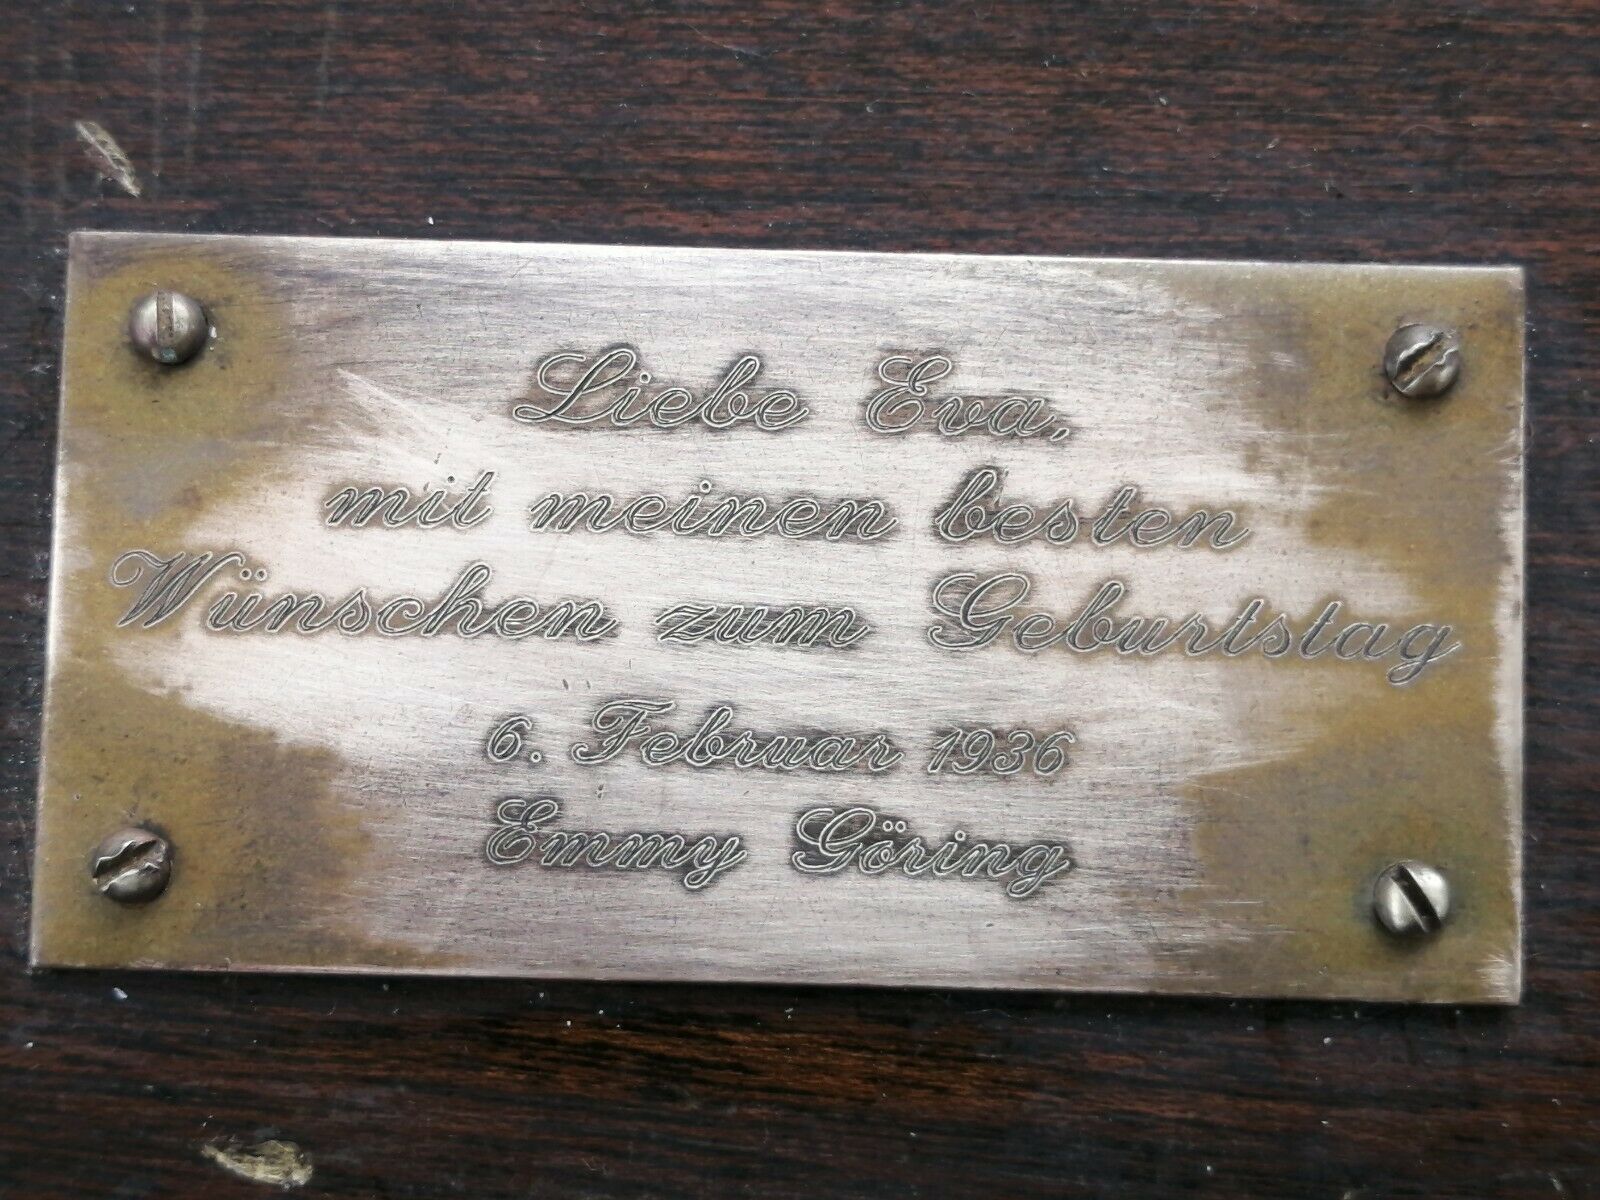 Liebe Eva,
mit meinen besten
Wünschen zum Geburtstag
6. Februar 1936
Emmy Göring